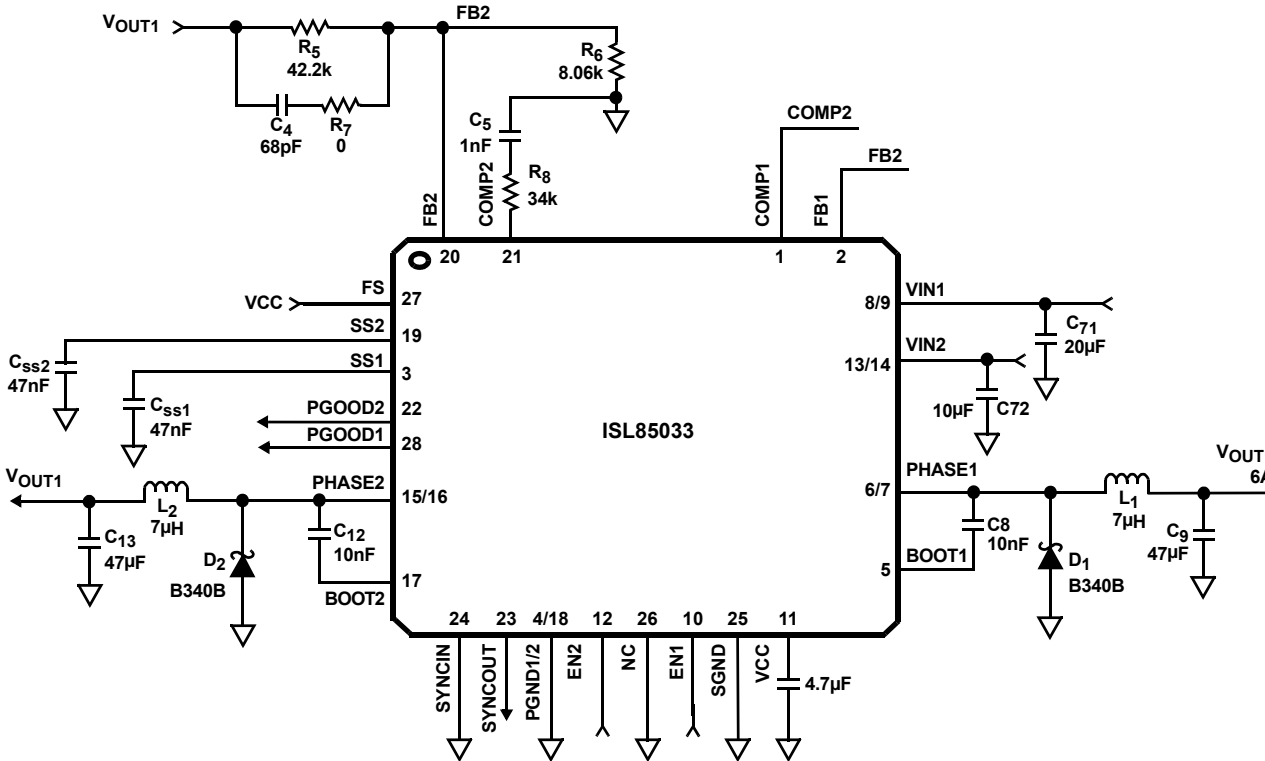 V_OUT1
FB2
R5
42.2k
C4
68pF
R7
0
R6
8.06k
C5
1nF
R8
34k
FB2
COMP2
COMP2
COMP1
FB2
FB1
20
21
1
2
VCC
FS
27
SS2
19
Css2
47nF
SS1
3
Css1
47nF
PGOOD2
22
PGOOD1
28
ISL85033
8/9
VIN1
C71
20µF
13/14
VIN2
10µF
C72
VOUT1
L2
7µH
C13
47µF
D2
B340B
PHASE2
15/16
C12
10nF
17
BOOT2
PHASE1
6/7
C8
10nF
5
BOOT1
D1
B340B
L1
7µH
C9
47µF
VOUT
6A
24
23
4/18
12
26
10
25
11
SYNCIN
SYNCOUT
PGND1/2
EN2
NC
EN1
SGND
VCC
4.7µF